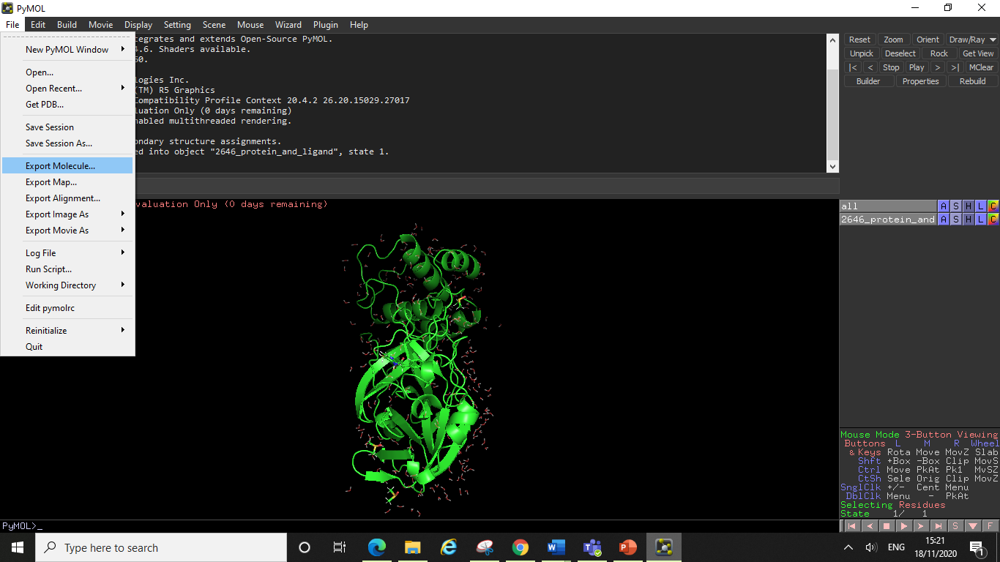 PyMOL
File Edit Build Movie Display Setting Scene Mouse Wizard Plugin Help
New PyMOL Window
Open...
Open Recent...
Get PDB...
Save Session
Save Session As...
Export Molecule...
Export Map...
Export Alignment...
Export Image As
Export Movie As
Log File
Run Script...
Working Directory
Edit pymolrc
Reinitialize
Quit
tegrates and extends Open-Source PyMOL.
4.6. Shaders available.
60.
logies Inc.
(TM) R5 Graphics
Compatibility Profile Context 20.4.2 26.20.15029.27017
luation Only (0 days remaining)
nabled multithreaded rendering.
ondary structure assignments.
ed into object "2646_protein_and_ligand", state 1.
valuation Only (0 days remaining)
Reset Zoom Orient Draw/Ray
Unpick Deselect Rock Get View
|< < Stop Play > >| MClear
Builder Properties Rebuild
all A S H L C
2646_protein_and A S H L C
Mouse Mode 3-Button Viewing
Buttons L M R Wheel
& Keys Rota Move MovZ Slab
Shft +Box -Box Clip MovS
Ctrl Move PkAt Pk1 MvSZ
CtSh Sele Orig Clip MovZ
SnglClk +/- Cent Menu
DblClk Menu - PkAt
Selecting Residues
State 1/ 1
S F
PyMOL>_
Type here to search
ENG
15:21
18/11/2020
1